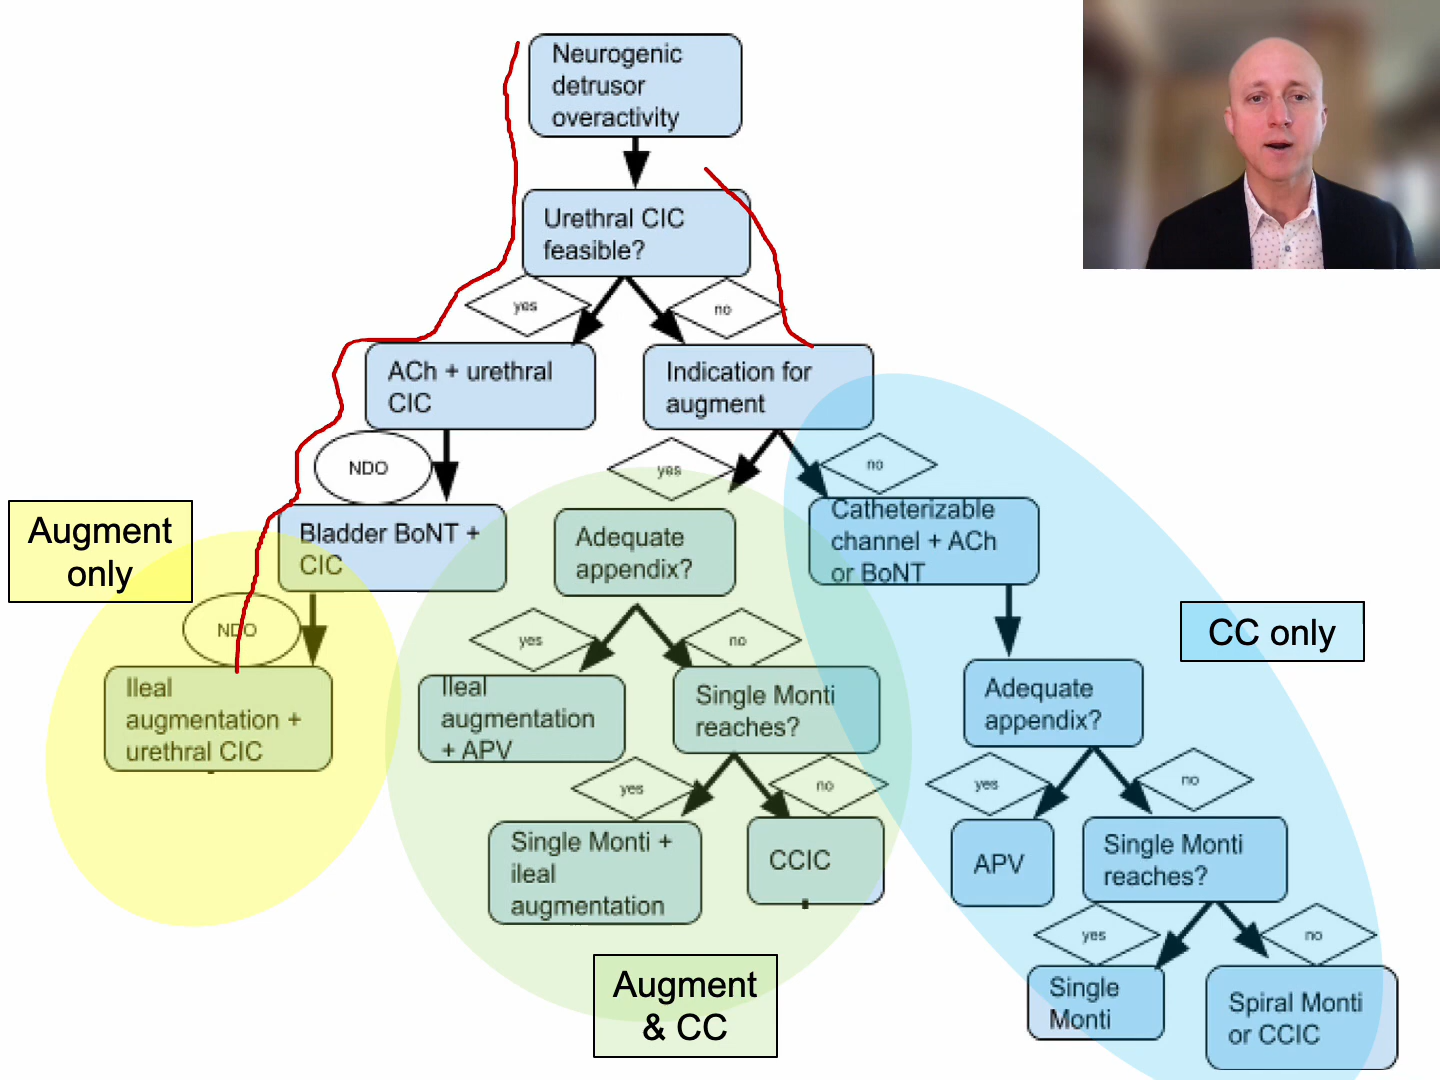 Neurogenic
detrusor
overactivity
Urethral CIC
feasible?
yes
no
ACh + urethral
CIC
Indication for
augment
NDO
yes
no
Bladder BoNT +
CIC
Adequate
appendix?
Catheterizable
channel + ACh
or BoNT
Augment
only
NDO
yes
no
CC only
Ileal
augmentation +
urethral CIC
Ileal
augmentation
+ APV
Single Monti
reaches?
Adequate
appendix?
yes
no
yes
no
Single Monti +
ileal
augmentation
CCIC
APV
Single Monti
reaches?
yes
no
Augment
& CC
Single
Monti
Spiral Monti
or CCIC